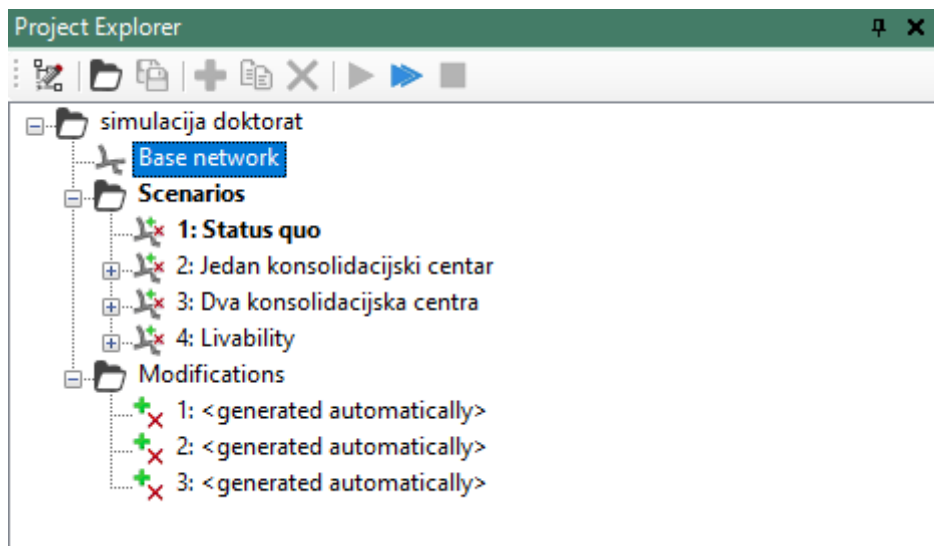 Project Explorer
simulacija doktorat
Base network
Scenarios
1: Status quo
2: Jedan konsolidacijski centar
3: Dva konsolidacijska centra
4: Livability
Modifications
1: <generated automatically>
2: <generated automatically>
3: <generated automatically>